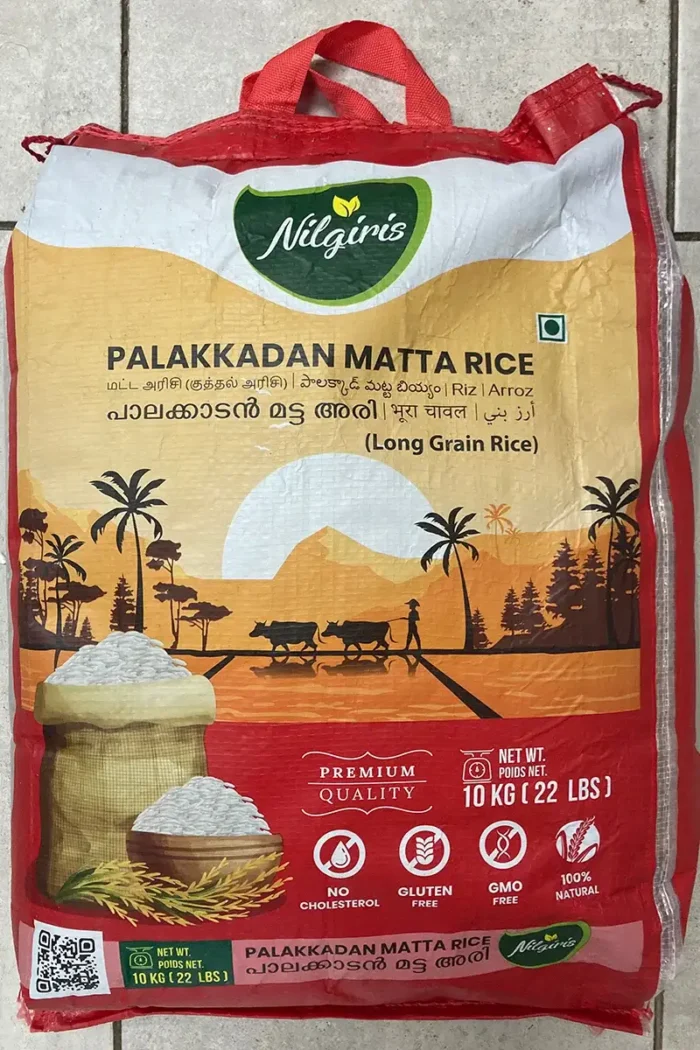 Nilgiris
PALAKKADAN MATTA RICE
மட்ட அரிசி (குத்தல் அரிசி) | పాలక్కాడ్ మట్ట బియ్యం | Riz | Arroz
പാലക്കാടൻ മട്ട അരി | भूरा चावल | أرز بني
(Long Grain Rice)
PREMIUM
QUALITY
NET WT.
POIDS NET.
10 KG ( 22 LBS )
NO
CHOLESTEROL
GLUTEN
FREE
GMO
FREE
100%
NATURAL
NET WT.
POIDS NET.
10 KG ( 22 LBS )
PALAKKADAN MATTA RICE
പാലക്കാടൻ മട്ട അരി
Nilgiris